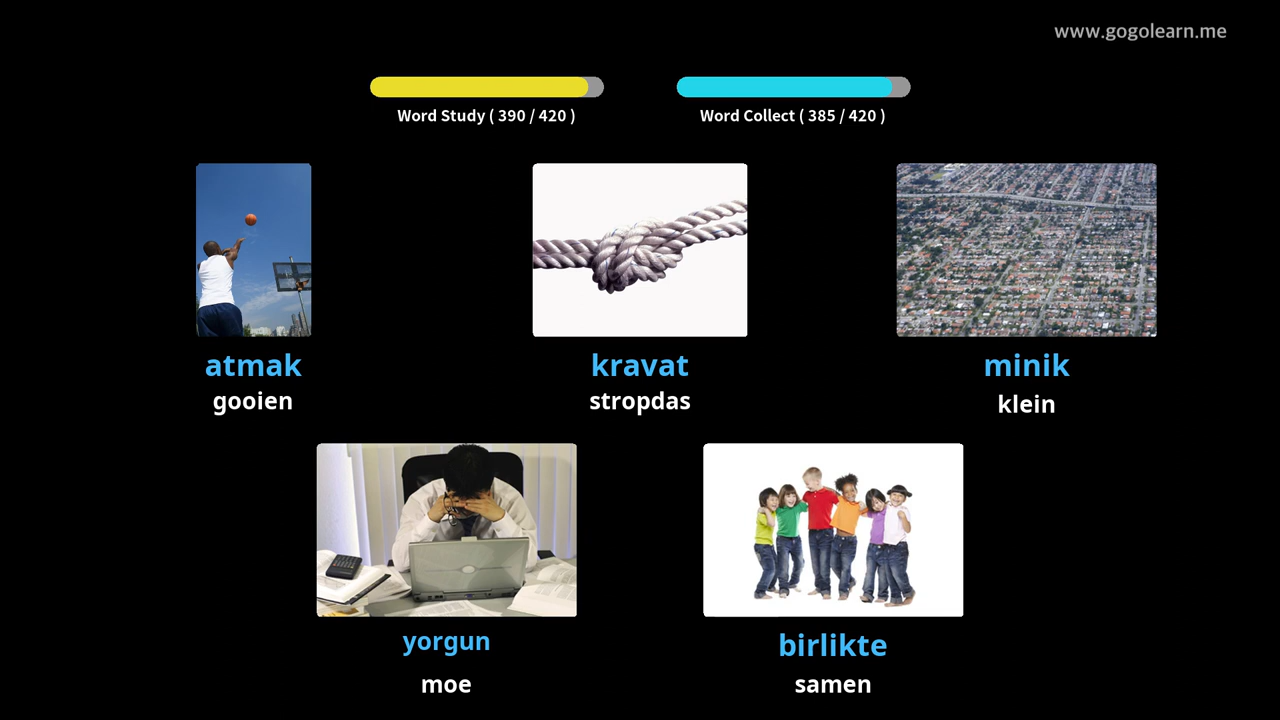 www.gogolearn.me
Word Study ( 390 / 420 )
Word Collect ( 385 / 420 )
atmak
gooien
kravat
stropdas
minik
klein
yorgun
moe
birlikte
samen